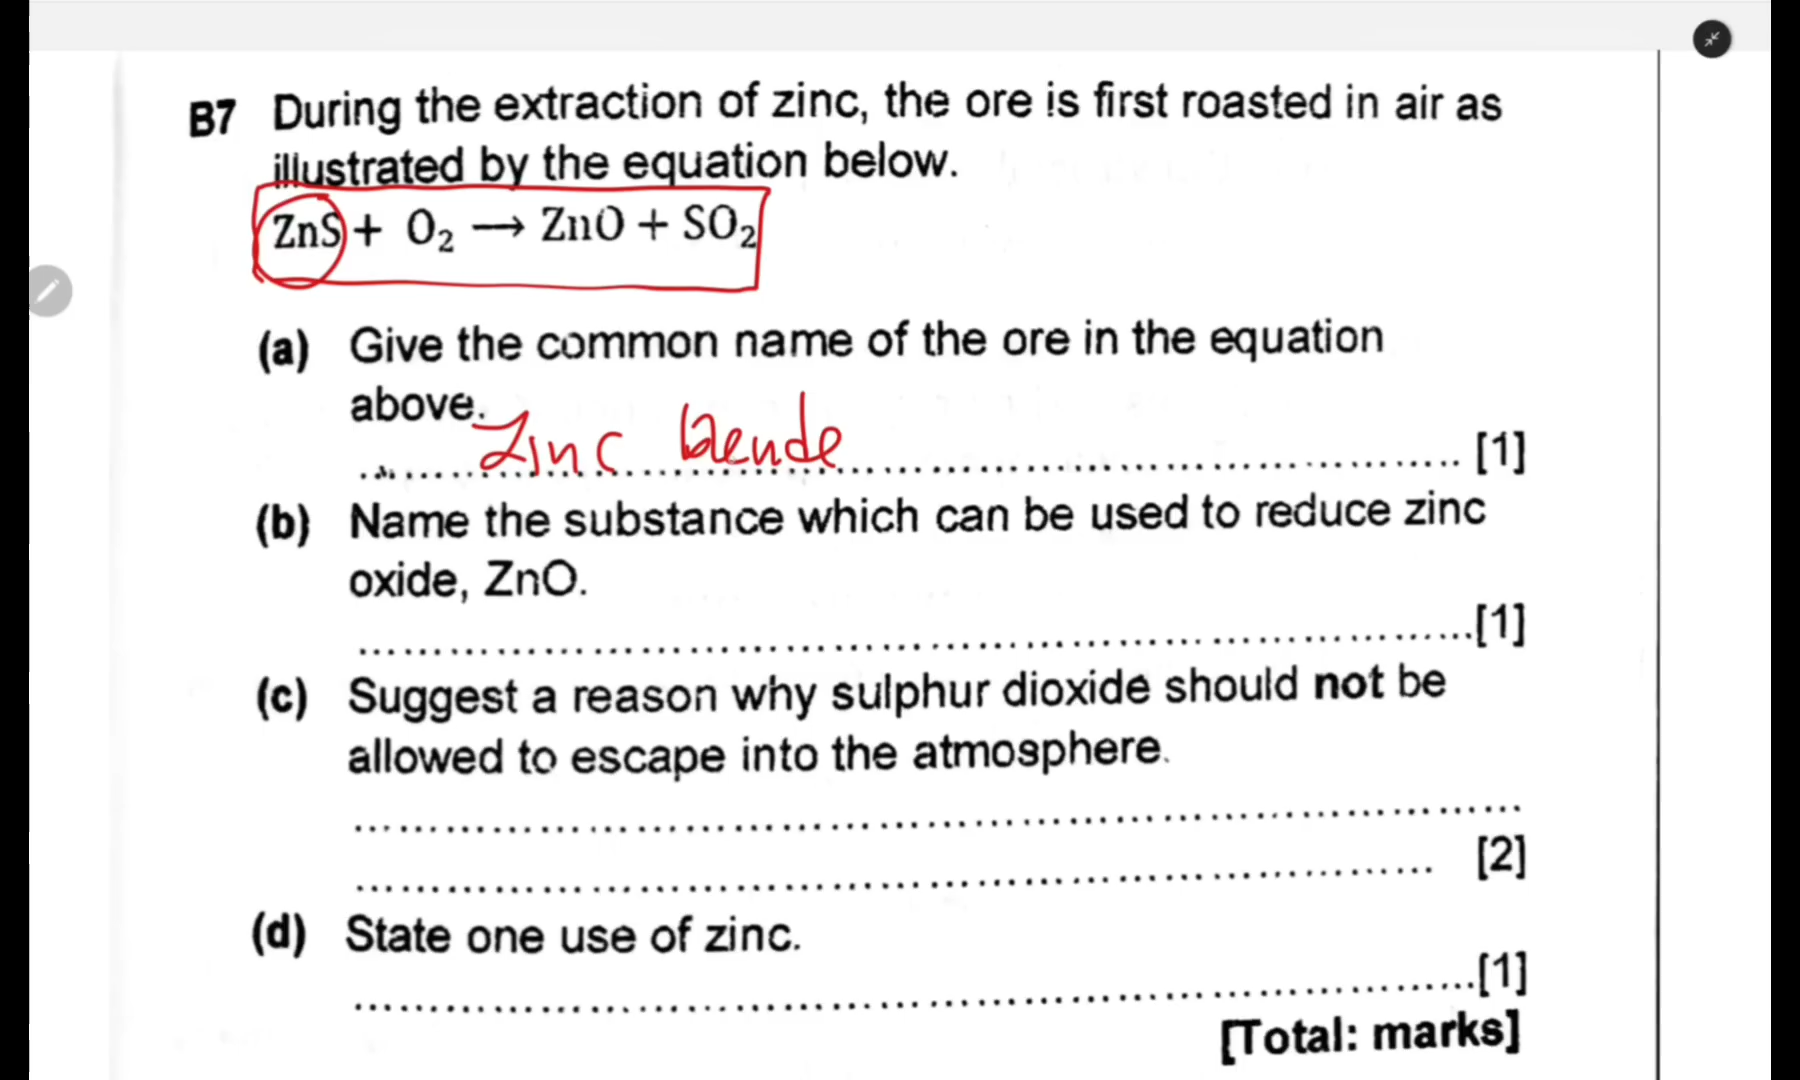 B7 During the extraction of zinc, the ore is first roasted in air as
illustrated by the equation below.
ZnS + O₂ → ZnO + SO₂
(a) Give the common name of the ore in the equation
above.
Zinc blende [1]
(b) Name the substance which can be used to reduce zinc
oxide, ZnO.
[1]
(c) Suggest a reason why sulphur dioxide should not be
allowed to escape into the atmosphere.
[2]
(d) State one use of zinc.
[1]
[Total: marks]